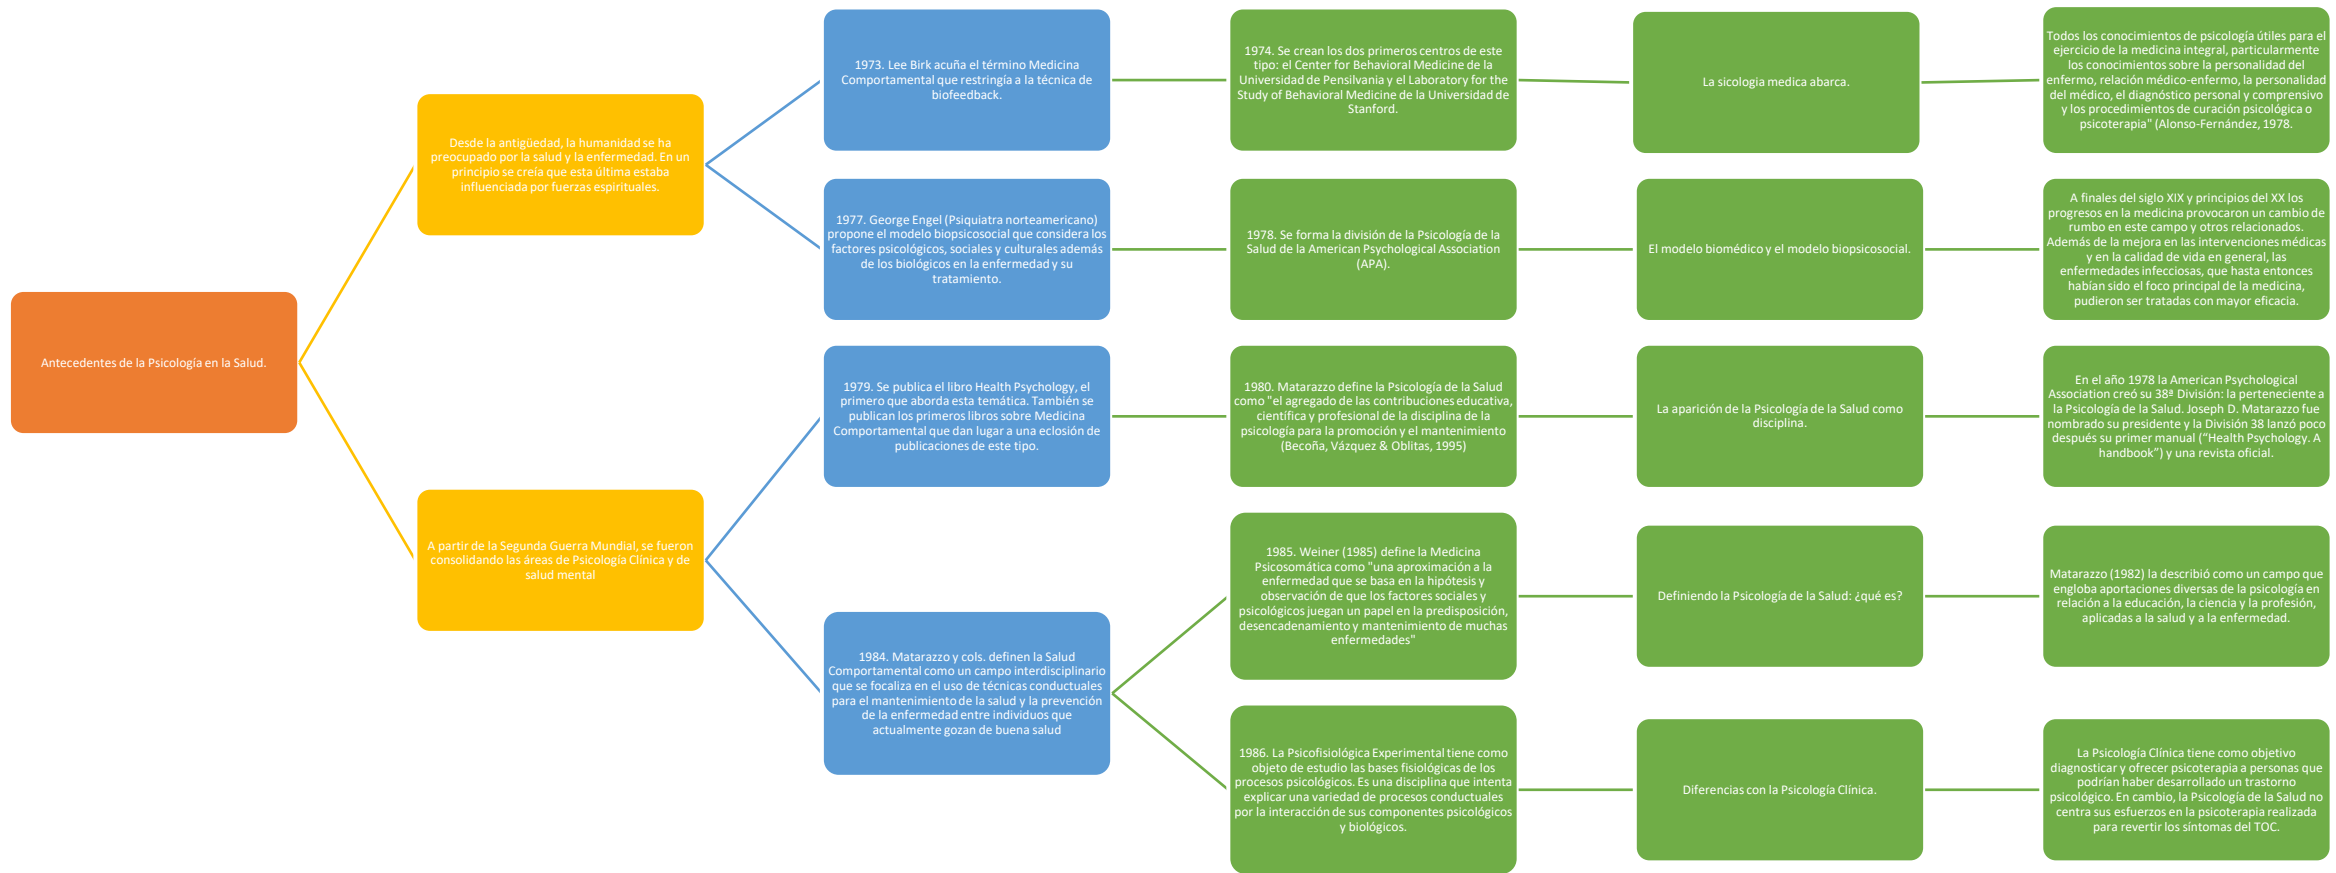 Antecedentes de la Psicología en la Salud.
Desde la antigüedad, la humanidad se ha
preocupado por la salud y la enfermedad. En un
principio se creía que esta última estaba
influenciada por fuerzas espirituales.
1973. Lee Birk acuña el término Medicina
Comportamental que restringía a la técnica de
biofeedback.
1974. Se crean los dos primeros centros de este
tipo: el Center for Behavioral Medicine de la
Universidad de Pensilvania y el Laboratory for the
Study of Behavioral Medicine de la Universidad de
Stanford.
La sicologia medica abarca.
Todos los conocimientos de psicología útiles para el
ejercicio de la medicina integral, particularmente
los conocimientos sobre la personalidad del
enfermo, relación médico-enfermo, la personalidad
del médico, el diagnóstico personal y comprensivo
y los procedimientos de curación psicológica o
psicoterapia" (Alonso-Fernández, 1978.
1977. George Engel (Psiquiatra norteamericano)
propone el modelo biopsicosocial que considera los
factores psicológicos, sociales y culturales además
de los biológicos en la enfermedad y su
tratamiento.
1978. Se forma la división de la Psicología de la
Salud de la American Psychological Association
(APA).
El modelo biomédico y el modelo biopsicosocial.
A finales del siglo XIX y principios del XX los
progresos en la medicina provocaron un cambio de
rumbo en este campo y otros relacionados.
Además de la mejora en las intervenciones médicas
y en la calidad de vida en general, las
enfermedades infecciosas, que hasta entonces
habían sido el foco principal de la medicina,
pudieron ser tratadas con mayor eficacia.
A partir de la Segunda Guerra Mundial, se fueron
consolidando las áreas de Psicología Clínica y de
salud mental
1979. Se publica el libro Health Psychology, el
primero que aborda esta temática. También se
publican los primeros libros sobre Medicina
Comportamental que dan lugar a una eclosión de
publicaciones de este tipo.
1980. Matarazzo define la Psicología de la Salud
como "el agregado de las contribuciones educativa,
científica y profesional de la disciplina de la
psicología para la promoción y el mantenimiento
(Becoña, Vázquez & Oblitas, 1995)
La aparición de la Psicología de la Salud como
disciplina.
En el año 1978 la American Psychological
Association creó su 38ª División: la perteneciente a
la Psicología de la Salud. Joseph D. Matarazzo fue
nombrado su presidente y la División 38 lanzó poco
después su primer manual (“Health Psychology. A
handbook”) y una revista oficial.
1984. Matarazzo y cols. definen la Salud
Comportamental como un campo interdisciplinario
que se focaliza en el uso de técnicas conductuales
para el mantenimiento de la salud y la prevención
de la enfermedad entre individuos que
actualmente gozan de buena salud
1985. Weiner (1985) define la Medicina
Psicosomática como "una aproximación a la
enfermedad que se basa en la hipótesis y
observación de que los factores sociales y
psicológicos juegan un papel en la predisposición,
desencadenamiento y mantenimiento de muchas
enfermedades"
Definiendo la Psicología de la Salud: ¿qué es?
Matarazzo (1982) la describió como un campo que
engloba aportaciones diversas de la psicología en
relación a la educación, la ciencia y la profesión,
aplicadas a la salud y a la enfermedad.
1986. La Psicofisiológica Experimental tiene como
objeto de estudio las bases fisiológicas de los
procesos psicológicos. Es una disciplina que intenta
explicar una variedad de procesos conductuales
por la interacción de sus componentes psicológicos
y biológicos.
Diferencias con la Psicología Clínica.
La Psicología Clínica tiene como objetivo
diagnosticar y ofrecer psicoterapia a personas que
podrían haber desarrollado un trastorno
psicológico. En cambio, la Psicología de la Salud no
centra sus esfuerzos en la psicoterapia realizada
para revertir los síntomas del TOC.